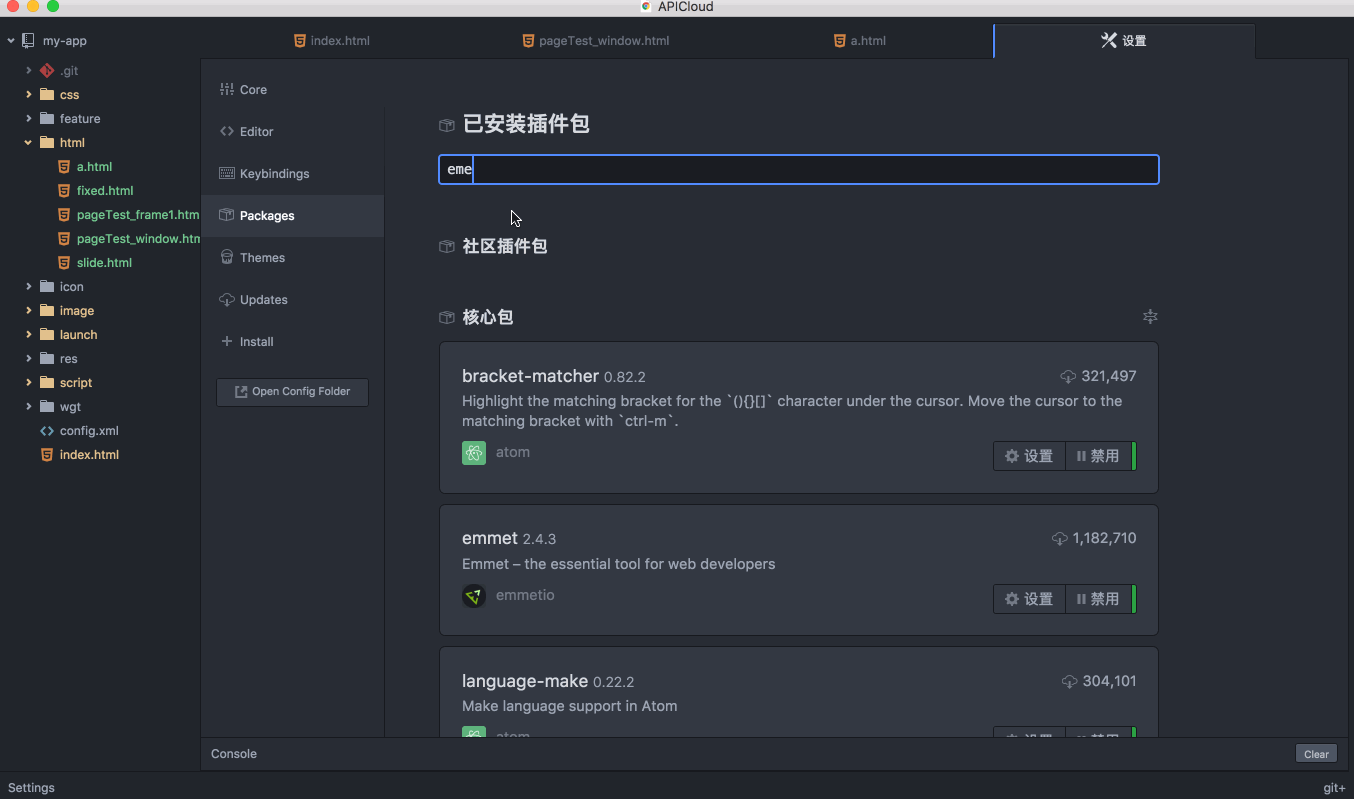 APICloud
my-app
index.html
pageTest_window.html
a.html
设置
.git
css
feature
html
a.html
fixed.html
pageTest_frame1.htm
pageTest_window.htm
slide.html
icon
image
launch
res
script
wgt
config.xml
index.html
Core
Editor
Keybindings
Packages
Themes
Updates
Install
Open Config Folder
已安装插件包
eme
社区插件包
核心包
bracket-matcher 0.82.2
321,497
Highlight the matching bracket for the `(){}[]` character under the cursor. Move the cursor to the
matching bracket with `ctrl-m`.
atom
设置
禁用
emmet 2.4.3
1,182,710
Emmet – the essential tool for web developers
emmetio
设置
禁用
language-make 0.22.2
304,101
Make language support in Atom
atom
设置
禁用
Console
Clear
Settings
git+